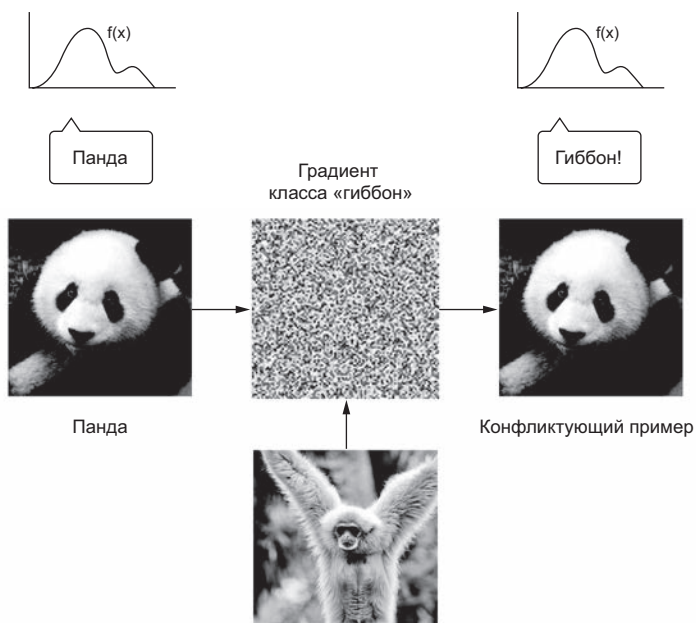 f(x)
f(x)
Панда
Гиббон!
Градиент
класса «гиббон»
Панда
Конфликтующий пример